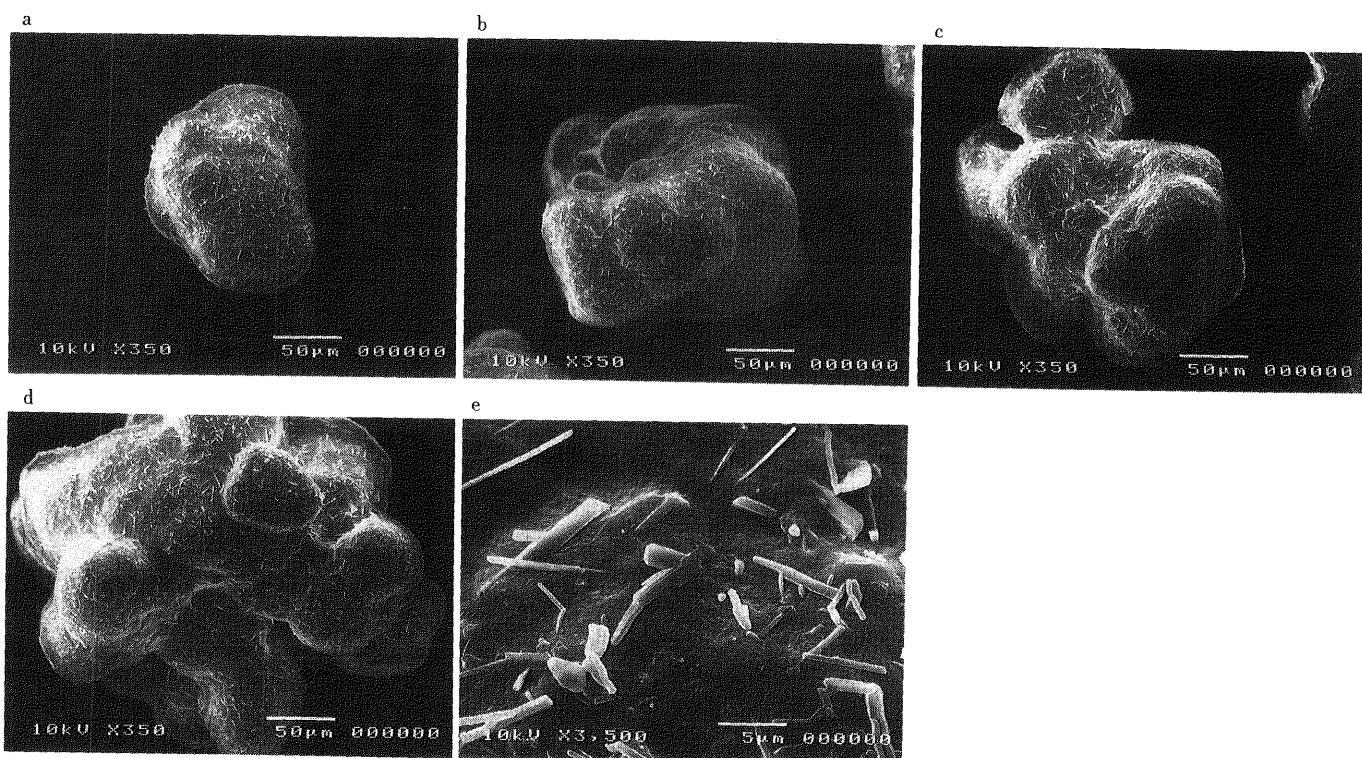 a
b
c
10kV X350 50μm 000000
10kV X350 50μm 000000
10kV X350 50μm 000000
d
e
10kV X350 50μm 000000
10kV X3,500 5μm 000000